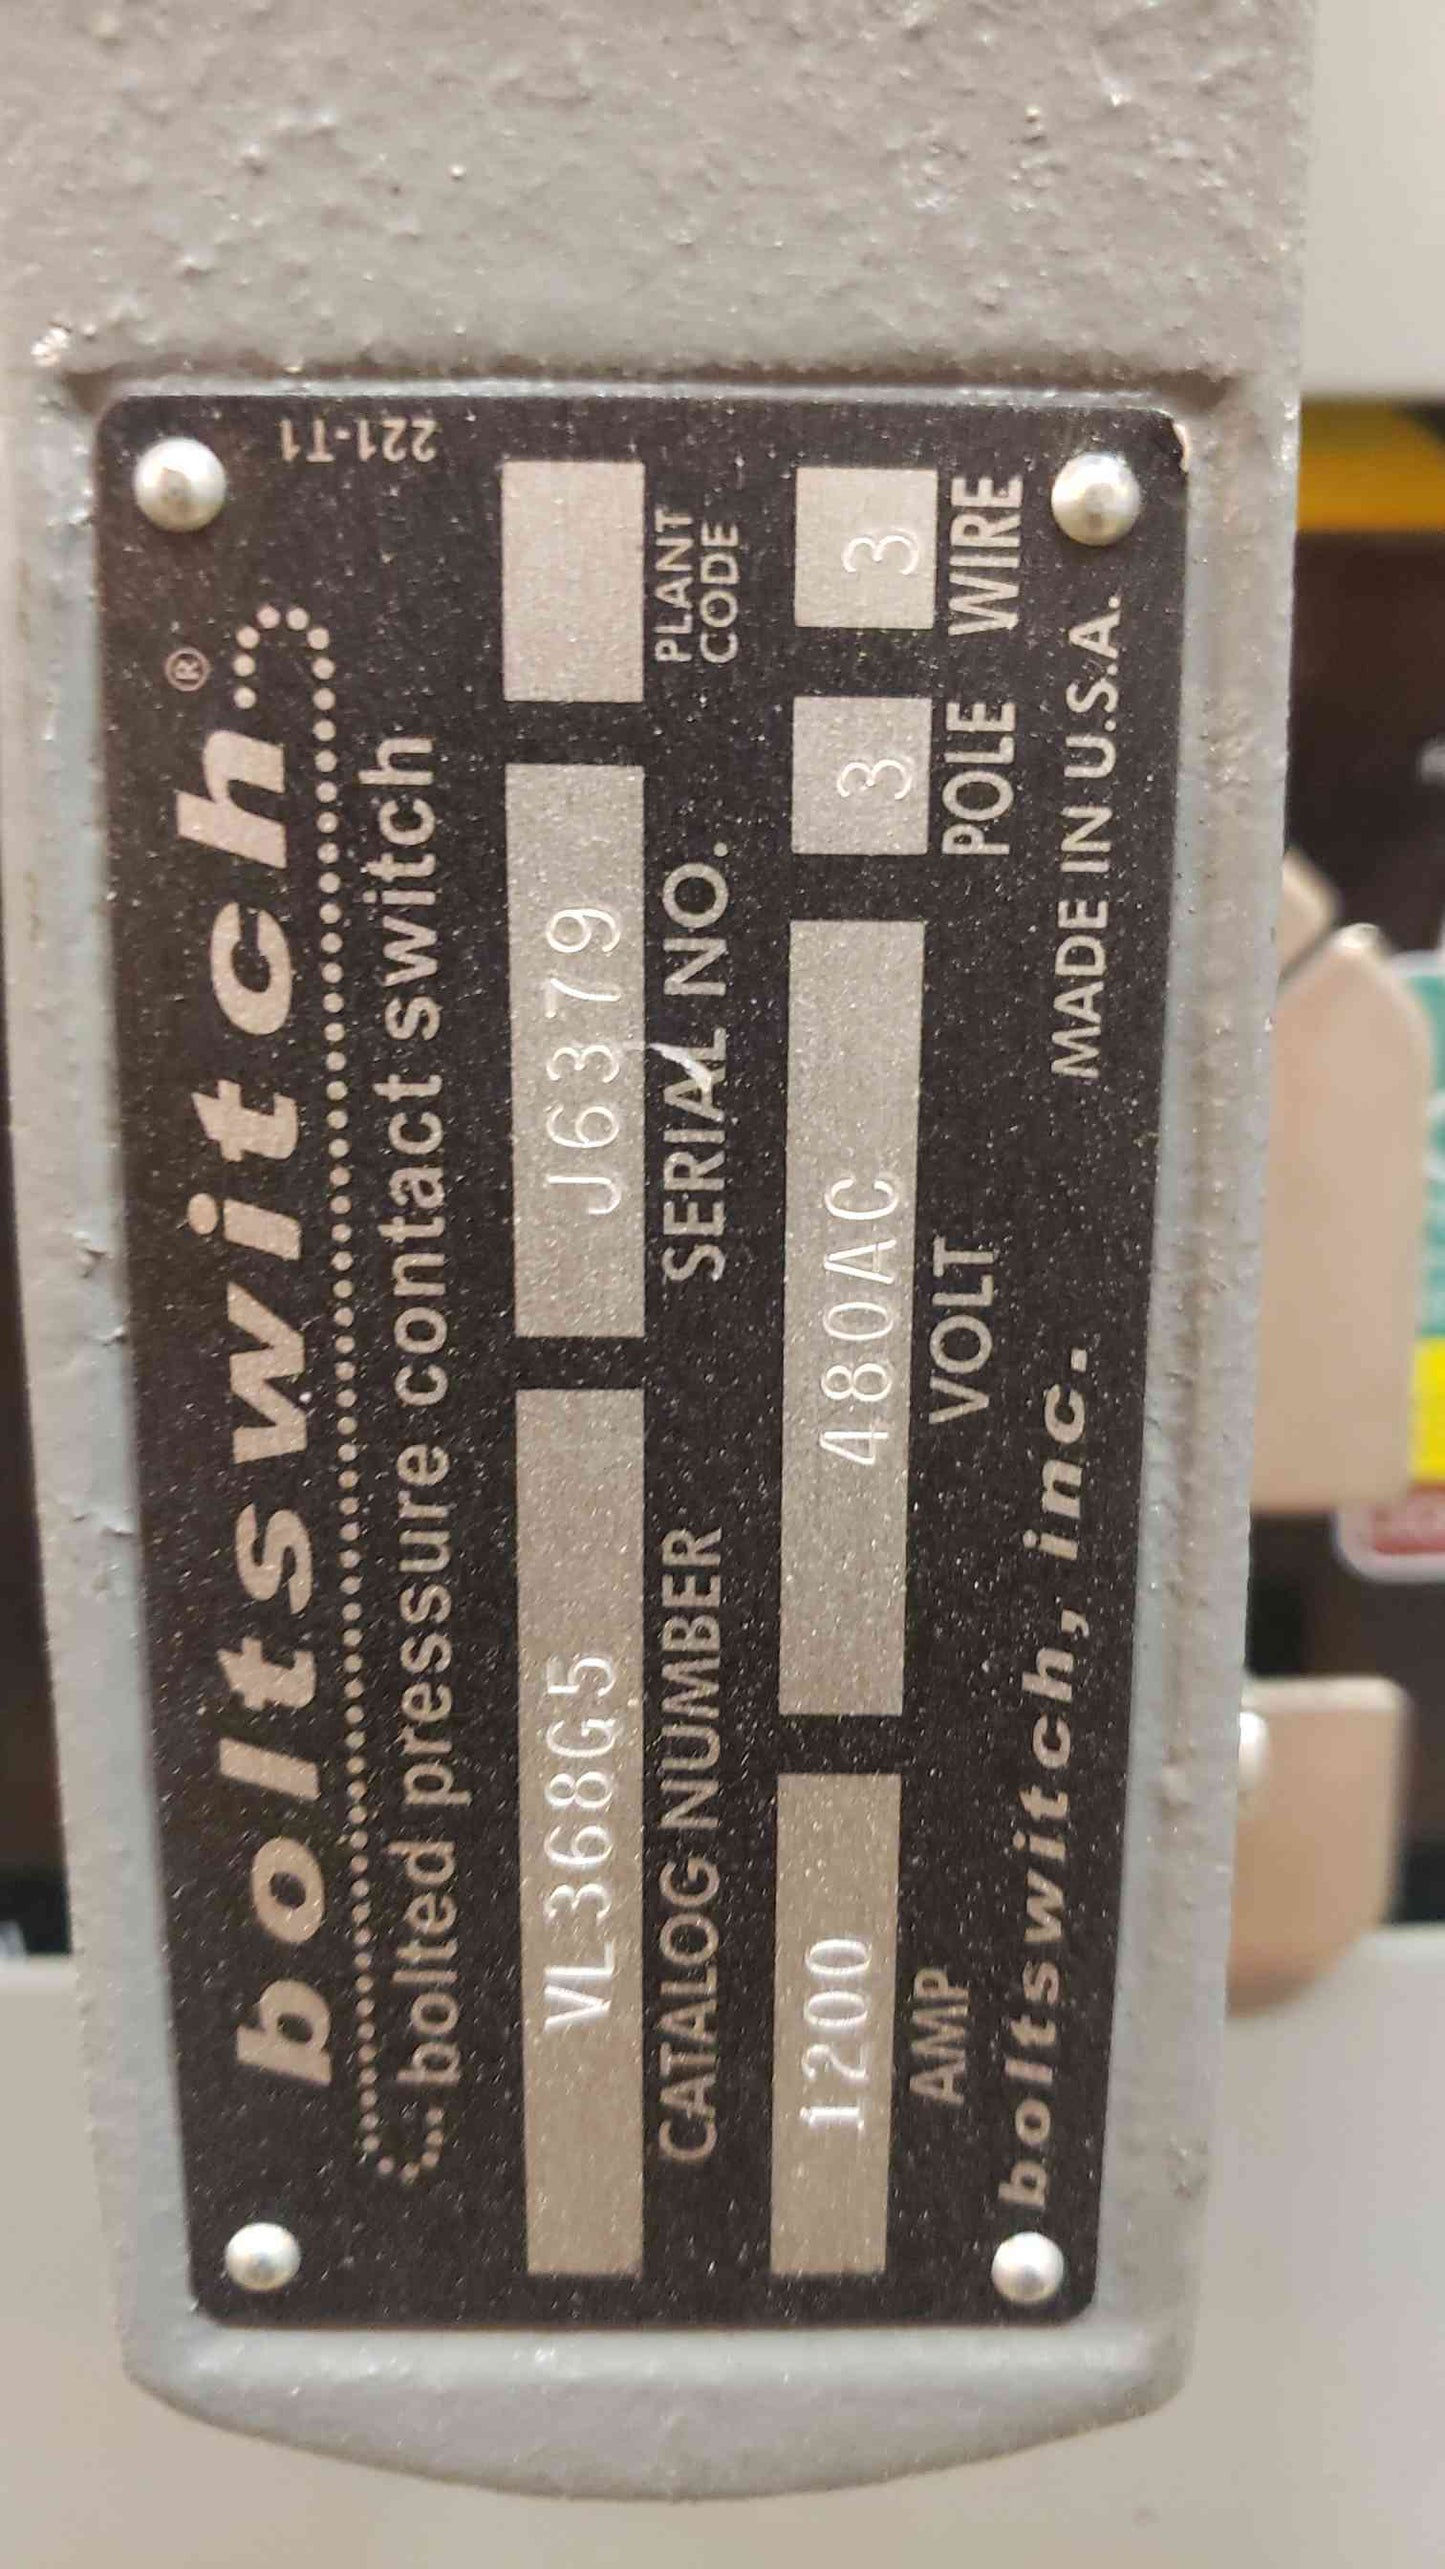 boltswitch®
bolted pressure contact switch
221-T1
VL368G5 J6379
CATALOG NUMBER SERIAL NO. PLANT CODE
1200 480AC 3 3
AMP VOLT POLE WIRE
boltswitch, inc. MADE IN U.S.A.